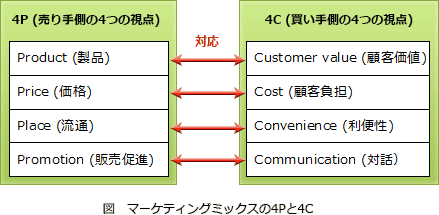 4P (売り手側の4つの視点)
4C (買い手側の4つの視点)
対応
Product (製品)
Customer value (顧客価値)
Price (価格)
Cost (顧客負担)
Place (流通)
Convenience (利便性)
Promotion (販売促進)
Communication (対話)
図　マーケティングミックスの4Pと4C